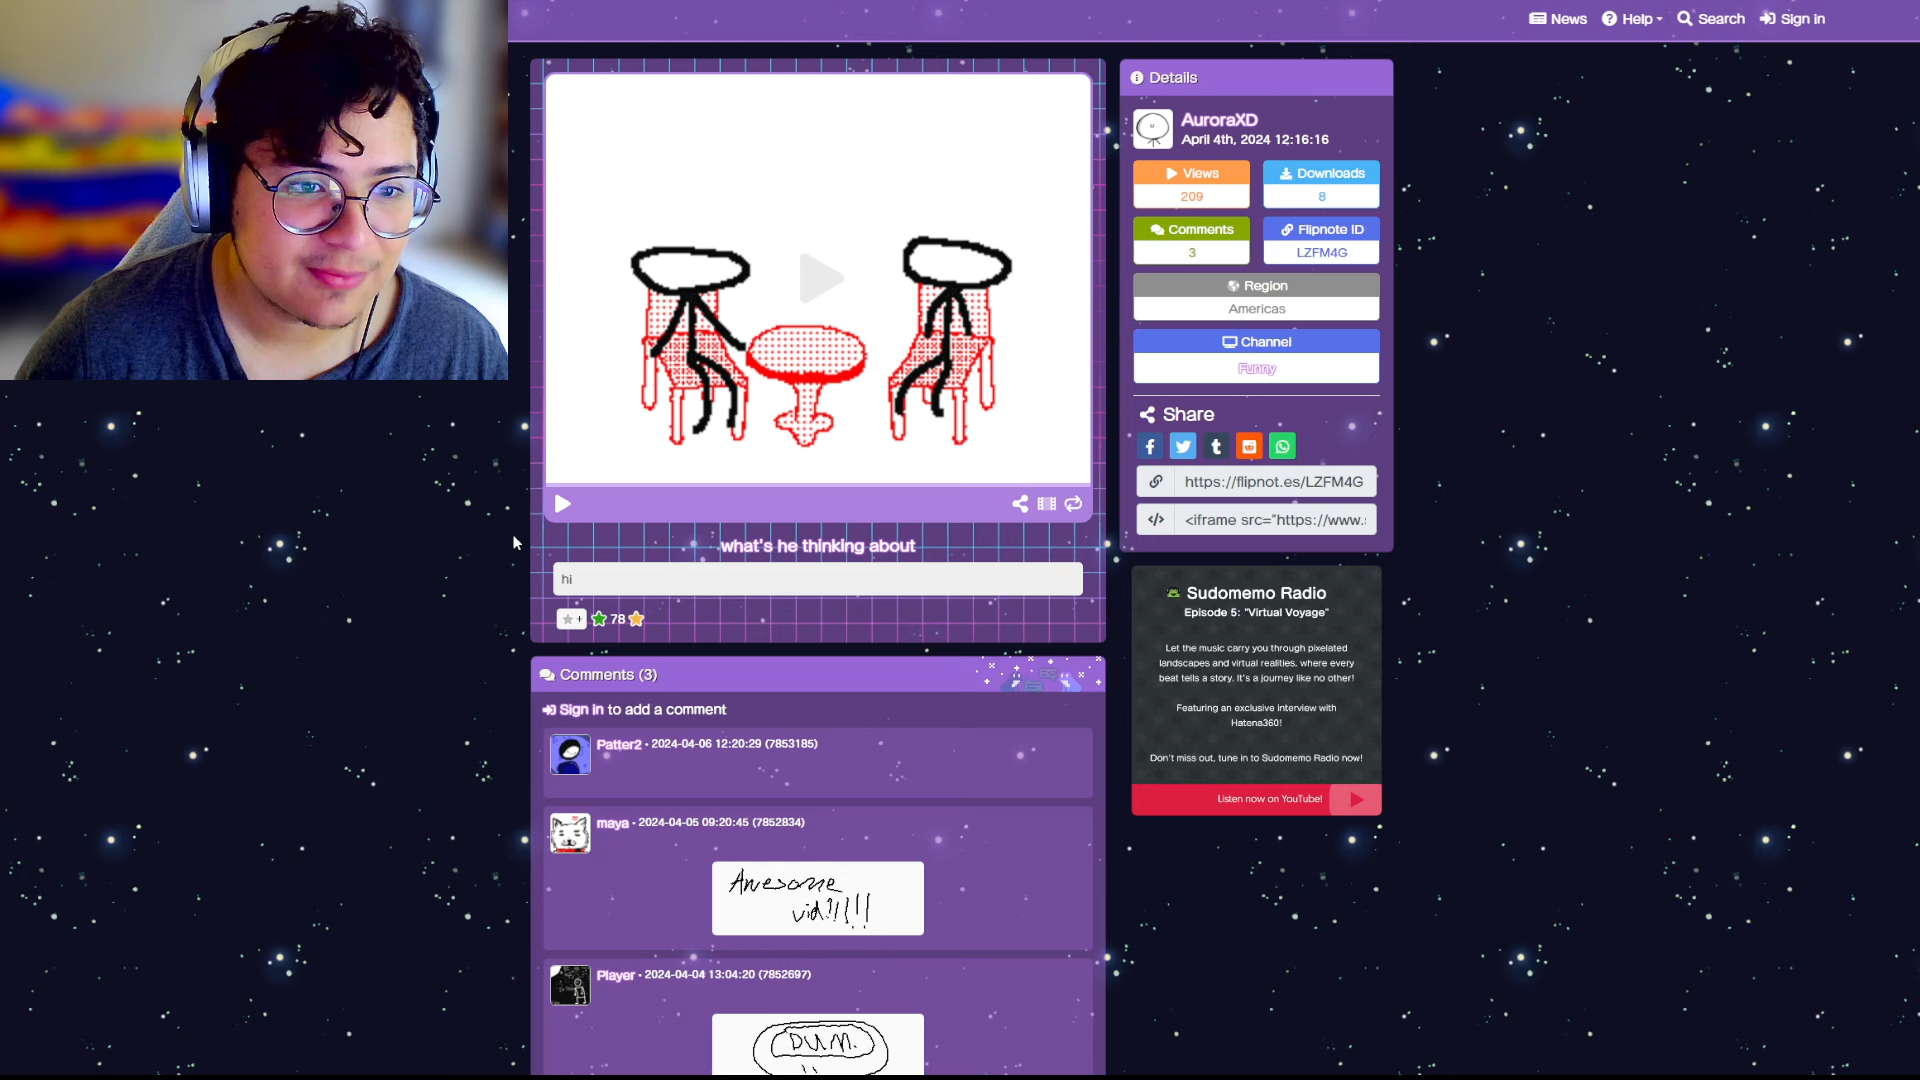 News
Help
Search
Sign in
Details
AuroraXD
April 4th, 2024 12:16:16
Views
209
Downloads
8
Comments
3
Flipnote ID
LZFM4G
Region
Americas
Channel
Funny
Share
https://flipnot.es/LZFM4G
<iframe src="https://www.
what's he thinking about
hi
+
78
Sudomemo Radio
Episode 5: "Virtual Voyage"
Let the music carry you through pixelated
landscapes and virtual realities, where every
beat tells a story. It's a journey like no other!
Featuring an exclusive interview with
Hatena360!
Don't miss out, tune in to Sudomemo Radio now!
Listen now on YouTube!
Comments (3)
Sign in to add a comment
Patter2 • 2024-04-06 12:20:29 (7853185)
maya • 2024-04-05 09:20:45 (7852834)
Awesome
vid!!!!!
Player • 2024-04-04 13:04:20 (7852697)
DUM.